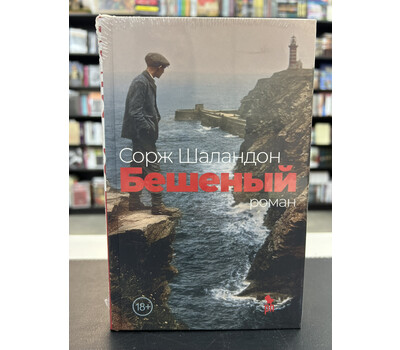 Сорж Шаландон
Бешеный
роман
18+